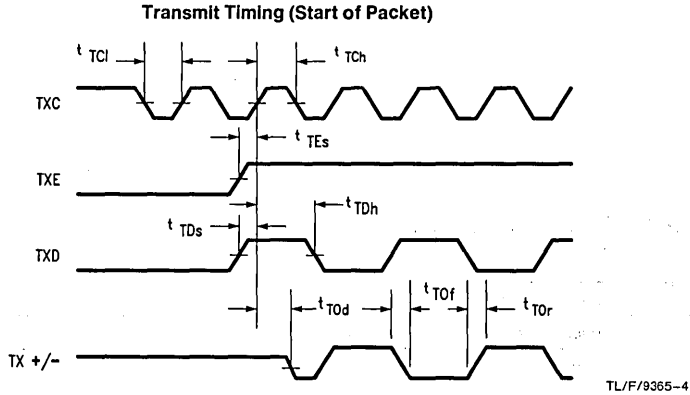 Transmit Timing (Start of Packet)
t TCl
t TCh
TXC
t TEs
TXE
t TDh
t TDs
TXD
t TOd
t TOf
t TOr
TX +/-
TL/F/9365-4